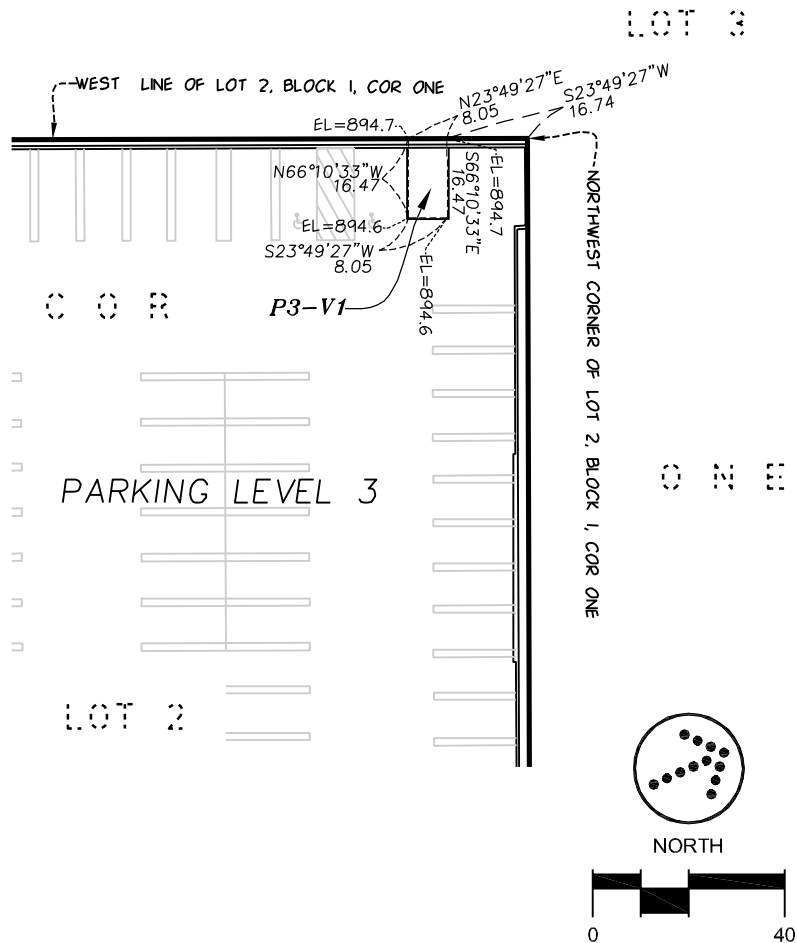 LOT 3
WEST LINE OF LOT 2, BLOCK 1, COR ONE
N23°49'27"E
8.05
S23°49'27"W
16.74
EL=894.7
N66°10'33"W
16.47
S66°10'33"E
16.47
EL=894.7
EL=894.6
S23°49'27"W
8.05
EL=894.6
P3-V1
NORTHWEST CORNER OF LOT 2, BLOCK 1, COR ONE
COR
PARKING LEVEL 3
ONE
LOT 2
NORTH
0 40